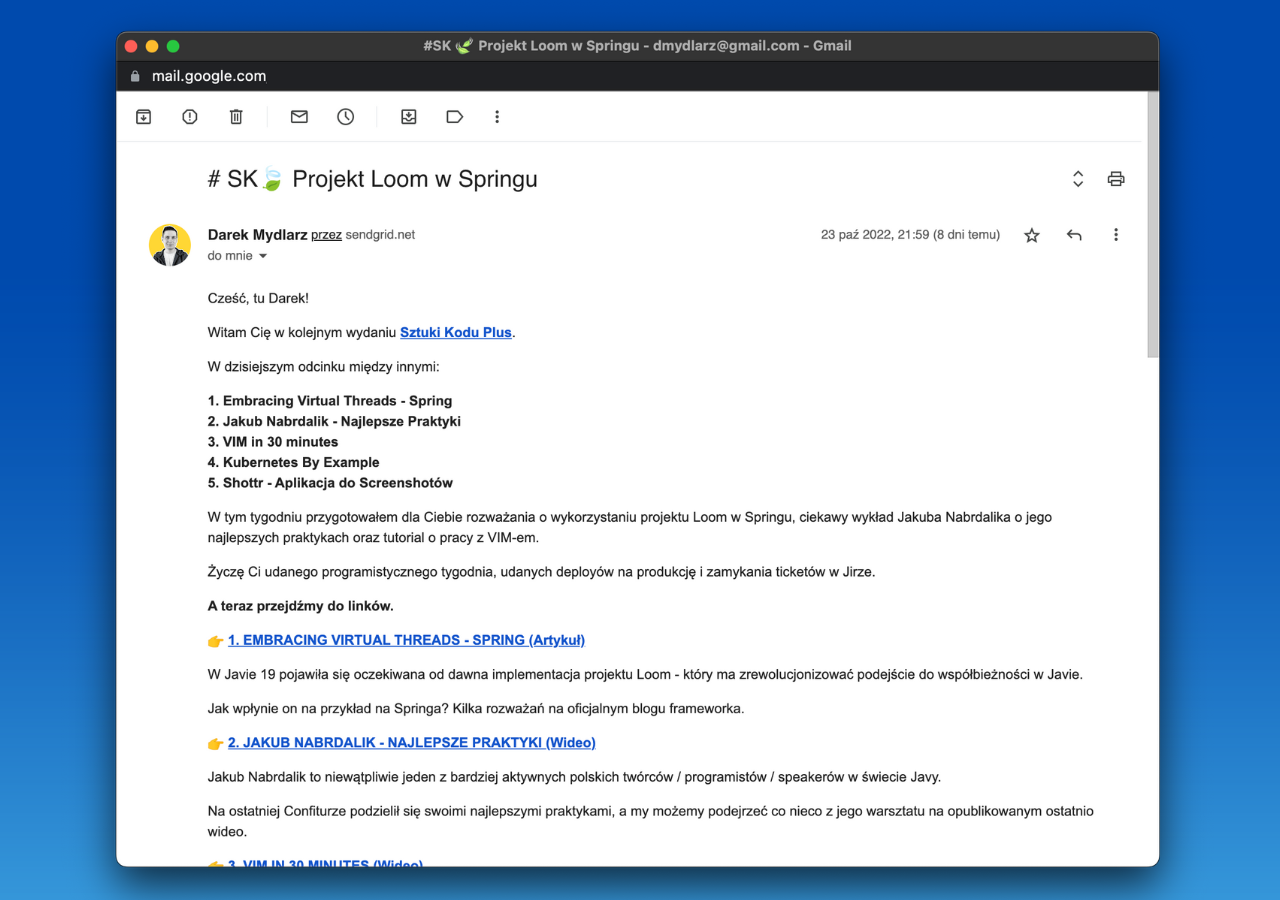 #SK 🍃 Projekt Loom w Springu - dmydlarz@gmail.com - Gmail
mail.google.com
# SK🍃 Projekt Loom w Springu
Darek Mydlarz przez sendgrid.net
23 paź 2022, 21:59 (8 dni temu)
do mnie
Cześć, tu Darek!
Witam Cię w kolejnym wydaniu Sztuki Kodu Plus.
W dzisiejszym odcinku między innymi:
1. Embracing Virtual Threads - Spring
2. Jakub Nabrdalik - Najlepsze Praktyki
3. VIM in 30 minutes
4. Kubernetes By Example
5. Shottr - Aplikacja do Screenshotów
W tym tygodniu przygotowałem dla Ciebie rozważania o wykorzystaniu projektu Loom w Springu, ciekawy wykład Jakuba Nabrdalika o jego
najlepszych praktykach oraz tutorial o pracy z VIM-em.
Życzę Ci udanego programistycznego tygodnia, udanych deployów na produkcję i zamykania ticketów w Jirze.
A teraz przejdźmy do linków.
👉 1. EMBRACING VIRTUAL THREADS - SPRING (Artykuł)
W Javie 19 pojawiła się oczekiwana od dawna implementacja projektu Loom - który ma zrewolucjonizować podejście do współbieżności w Javie.
Jak wpłynie on na przykład na Springa? Kilka rozważań na oficjalnym blogu frameworka.
👉 2. JAKUB NABRDALIK - NAJLEPSZE PRAKTYKI (Wideo)
Jakub Nabrdalik to niewątpliwie jeden z bardziej aktywnych polskich twórców / programistów / speakerów w świecie Javy.
Na ostatniej Confiturze podzielił się swoimi najlepszymi praktykami, a my możemy podejrzeć co nieco z jego warsztatu na opublikowanym ostatnio
wideo.
👉 3. VIM IN 30 MINUTES (Wideo)